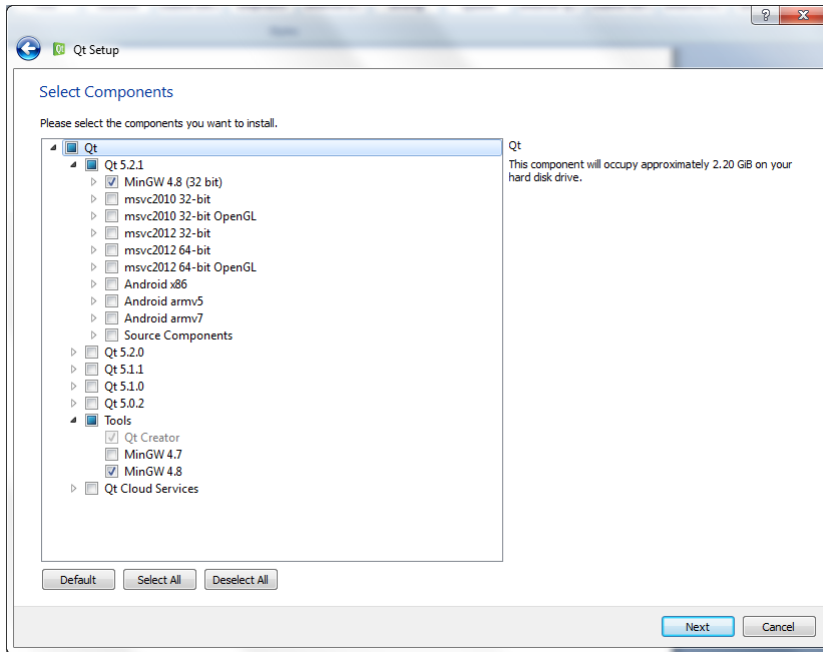 Qt Setup
Select Components
Please select the components you want to install.
Qt
Qt 5.2.1
MinGW 4.8 (32 bit)
msvc2010 32-bit
msvc2010 32-bit OpenGL
msvc2012 32-bit
msvc2012 64-bit
msvc2012 64-bit OpenGL
Android x86
Android armv5
Android armv7
Source Components
Qt 5.2.0
Qt 5.1.1
Qt 5.1.0
Qt 5.0.2
Tools
Qt Creator
MinGW 4.7
MinGW 4.8
Qt Cloud Services
Qt
This component will occupy approximately 2.20 GiB on your
hard disk drive.
Default Select All Deselect All
Next Cancel